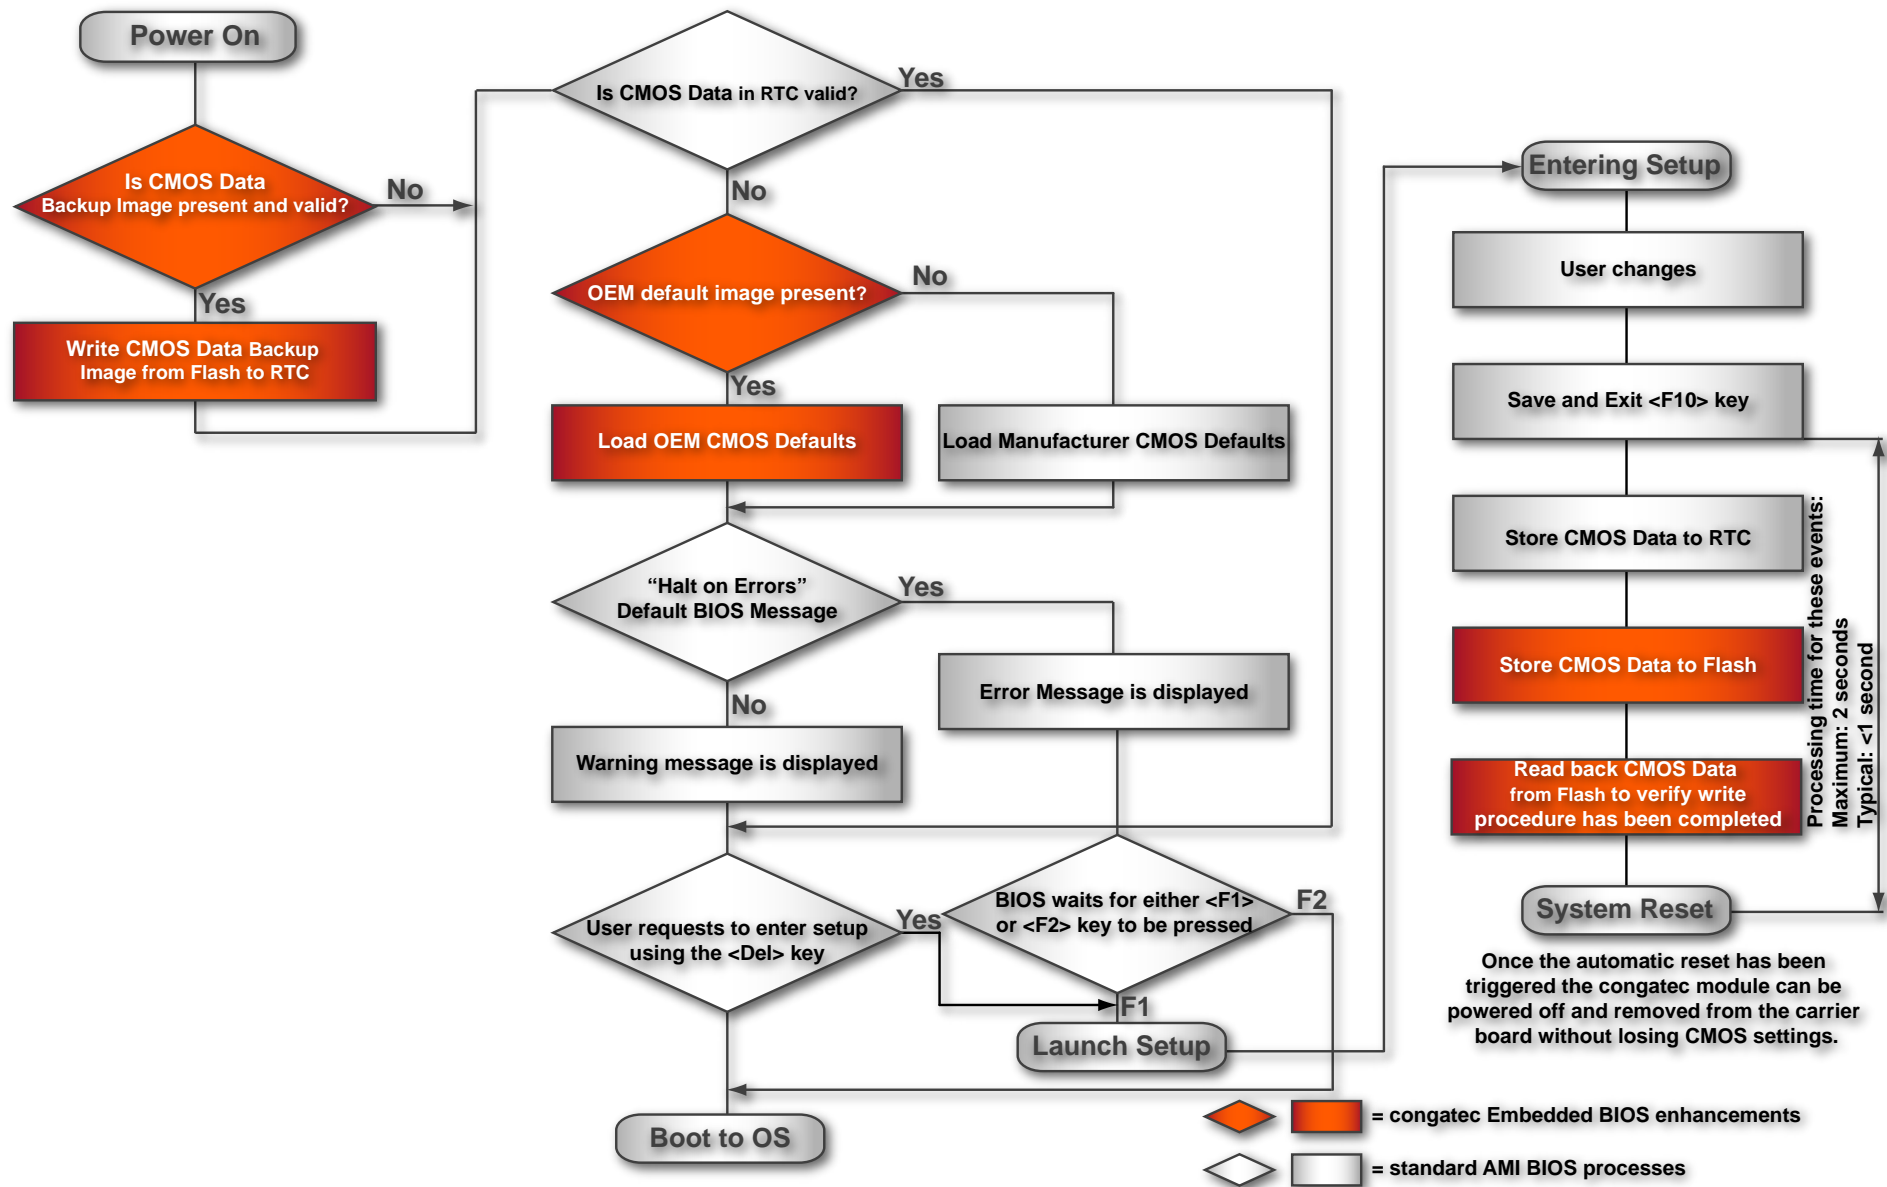 Power On
Is CMOS Data
Backup Image present and valid?
No
Yes
Write CMOS Data Backup
Image from Flash to RTC
Is CMOS Data in RTC valid?
Yes
No
OEM default image present?
No
Yes
Load OEM CMOS Defaults
Load Manufacturer CMOS Defaults
“Halt on Errors”
Default BIOS Message
Yes
No
Error Message is displayed
Warning message is displayed
User requests to enter setup
using the <Del> key
Yes
BIOS waits for either <F1>
or <F2> key to be pressed
F2
F1
Launch Setup
Boot to OS
Entering Setup
User changes
Save and Exit <F10> key
Store CMOS Data to RTC
Store CMOS Data to Flash
Read back CMOS Data
from Flash to verify write
procedure has been completed
System Reset
Processing time for these events:
Maximum: 2 seconds
Typical: <1 second
Once the automatic reset has been
triggered the congatec module can be
powered off and removed from the carrier
board without losing CMOS settings.
= congatec Embedded BIOS enhancements
= standard AMI BIOS processes